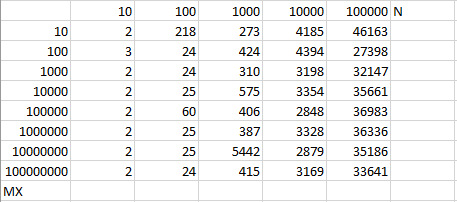 10 100 1000 10000 100000 N
10 2 218 273 4185 46163
100 3 24 424 4394 27398
1000 2 24 310 3198 32147
10000 2 25 575 3354 35661
100000 2 60 406 2848 36983
1000000 2 25 387 3328 36336
10000000 2 25 5442 2879 35186
100000000 2 24 415 3169 33641
MX